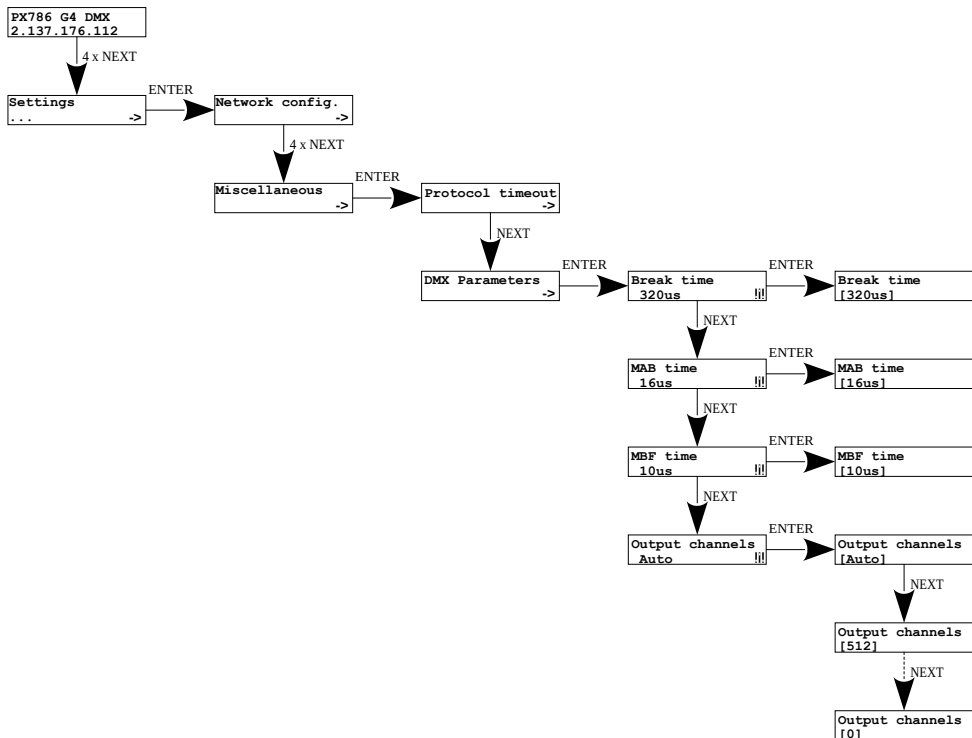 PX786 G4 DMX
2.137.176.112
4 x NEXT
Settings
... ->
ENTER
Network config.
->
4 x NEXT
Miscellaneous
->
ENTER
Protocol timeout
->
NEXT
DMX Parameters
->
ENTER
Break time
320us !i!
ENTER
Break time
[320us]
NEXT
MAB time
16us !i!
ENTER
MAB time
[16us]
NEXT
MBF time
10us !i!
ENTER
MBF time
[10us]
NEXT
Output channels
Auto !i!
ENTER
Output channels
[Auto]
NEXT
Output channels
[512]
NEXT
Output channels
[0]